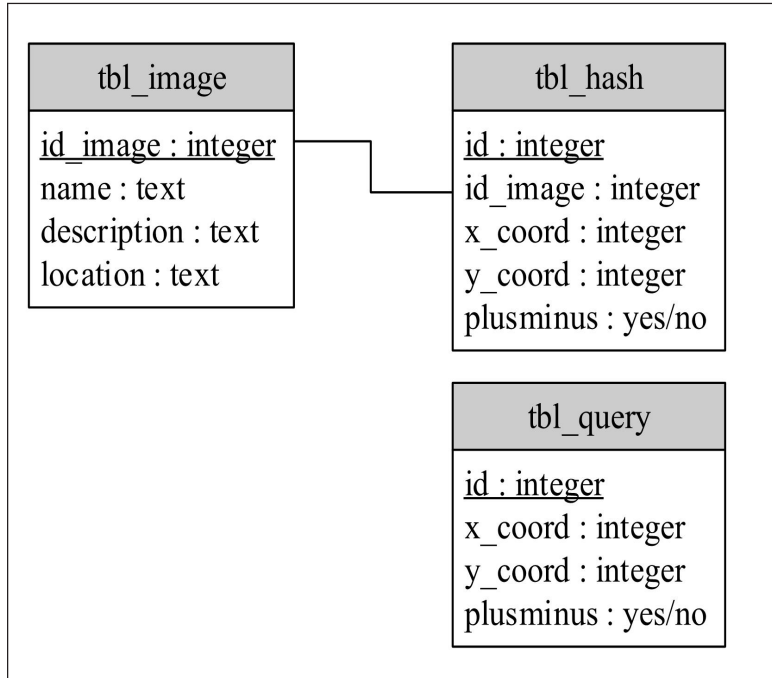 tbl_image
id_image : integer
name : text
description : text
location : text
tbl_hash
id : integer
id_image : integer
x_coord : integer
y_coord : integer
plusminus : yes/no
tbl_query
id : integer
x_coord : integer
y_coord : integer
plusminus : yes/no